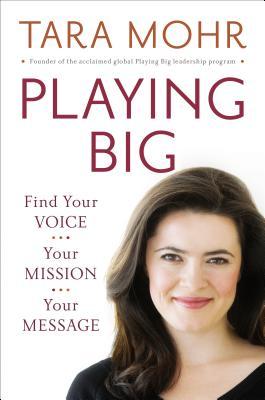 TARA MOHR
• Founder of the acclaimed global Playing Big leadership program •
PLAYING
BIG
Find Your
VOICE
...
Your
MISSION
...
Your
MESSAGE